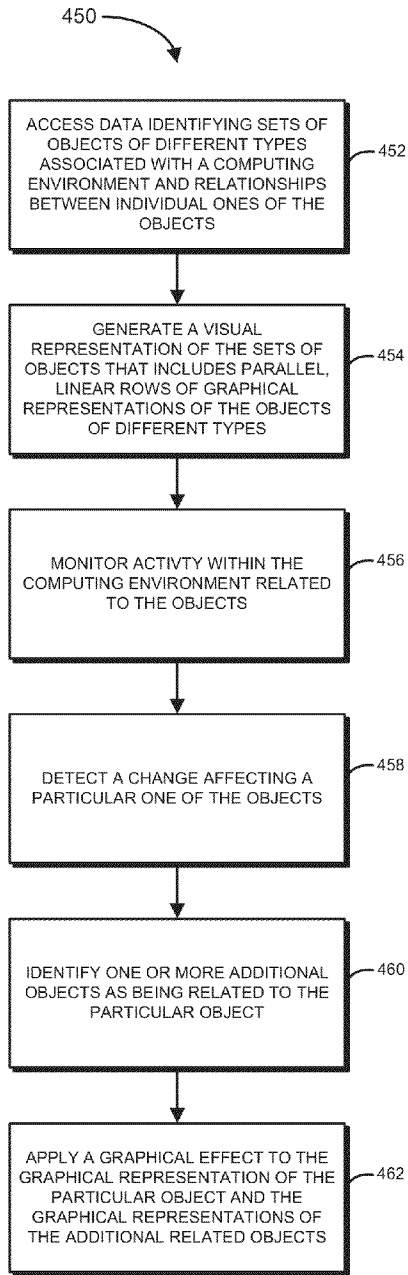 450
ACCESS DATA IDENTIFYING SETS OF
OBJECTS OF DIFFERENT TYPES
ASSOCIATED WITH A COMPUTING
ENVIRONMENT AND RELATIONSHIPS
BETWEEN INDIVIDUAL ONES OF THE
OBJECTS
452
GENERATE A VISUAL
REPRESENTATION OF THE SETS OF
OBJECTS THAT INCLUDES PARALLEL,
LINEAR ROWS OF GRAPHICAL
REPRESENTATIONS OF THE OBJECTS
OF DIFFERENT TYPES
454
MONITOR ACTIVTY WITHIN THE
COMPUTING ENVIRONMENT RELATED
TO THE OBJECTS
456
DETECT A CHANGE AFFECTING A
PARTICULAR ONE OF THE OBJECTS
458
IDENTIFY ONE OR MORE ADDITIONAL
OBJECTS AS BEING RELATED TO THE
PARTICULAR OBJECT
460
APPLY A GRAPHICAL EFFECT TO THE
GRAPHICAL REPRESENTATION OF THE
PARTICULAR OBJECT AND THE
GRAPHICAL REPRESENTATIONS OF
THE ADDITIONAL RELATED OBJECTS
462